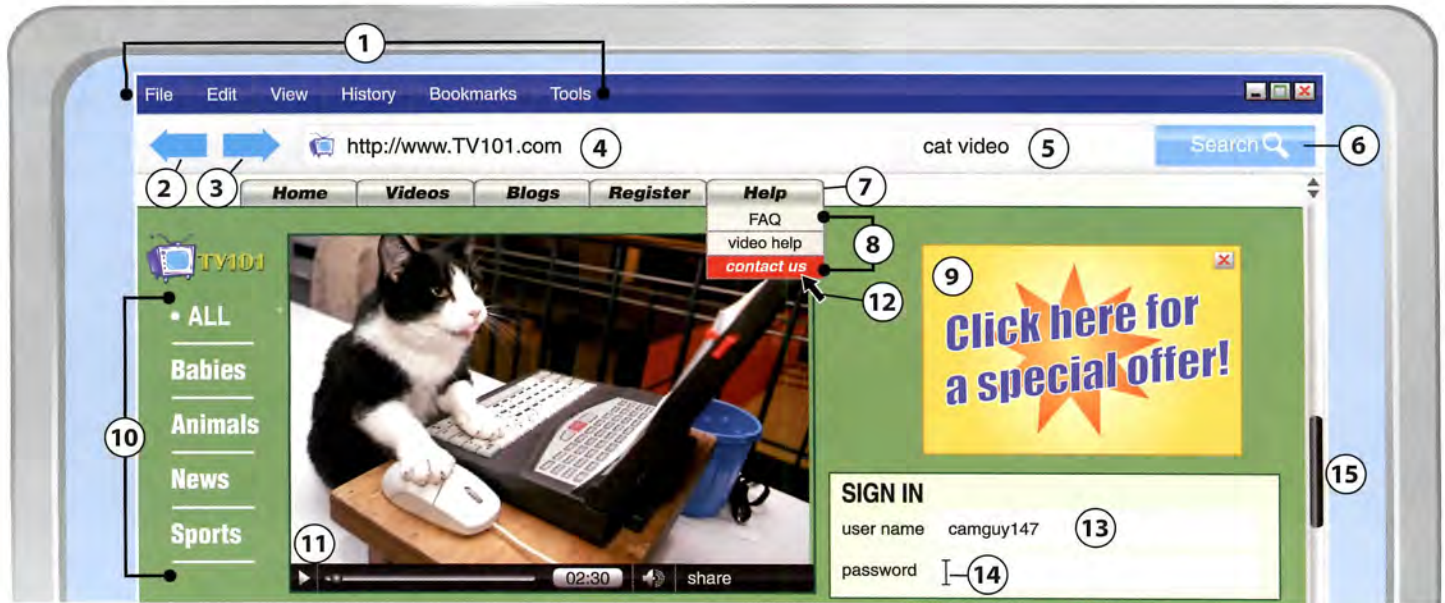 1
File Edit View History Bookmarks Tools
2
3
http://www.TV101.com
4
cat video
5
Search
6
Home Videos Blogs Register Help
7
FAQ
video help
contact us
8
12
TV101
• ALL
Babies
Animals
News
Sports
10
11
02:30 share
9
Click here for
a special offer!
SIGN IN
user name camguy147
13
password
14
15